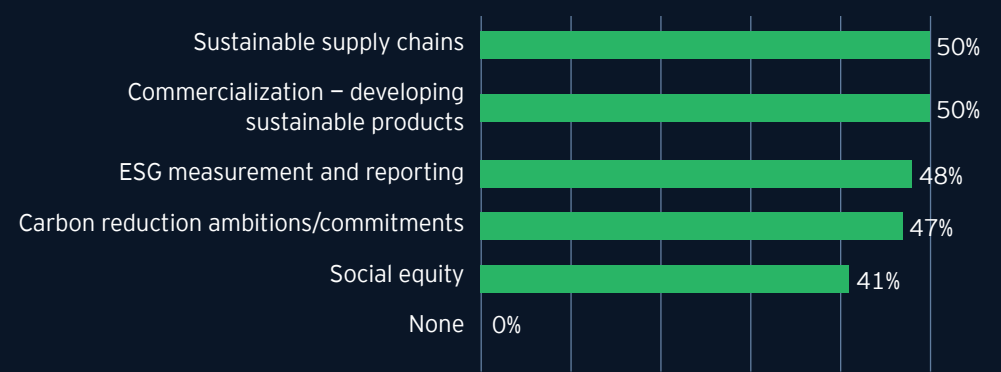 Sustainable supply chains 50%
Commercialization – developing
sustainable products 50%
ESG measurement and reporting 48%
Carbon reduction ambitions/commitments 47%
Social equity 41%
None 0%